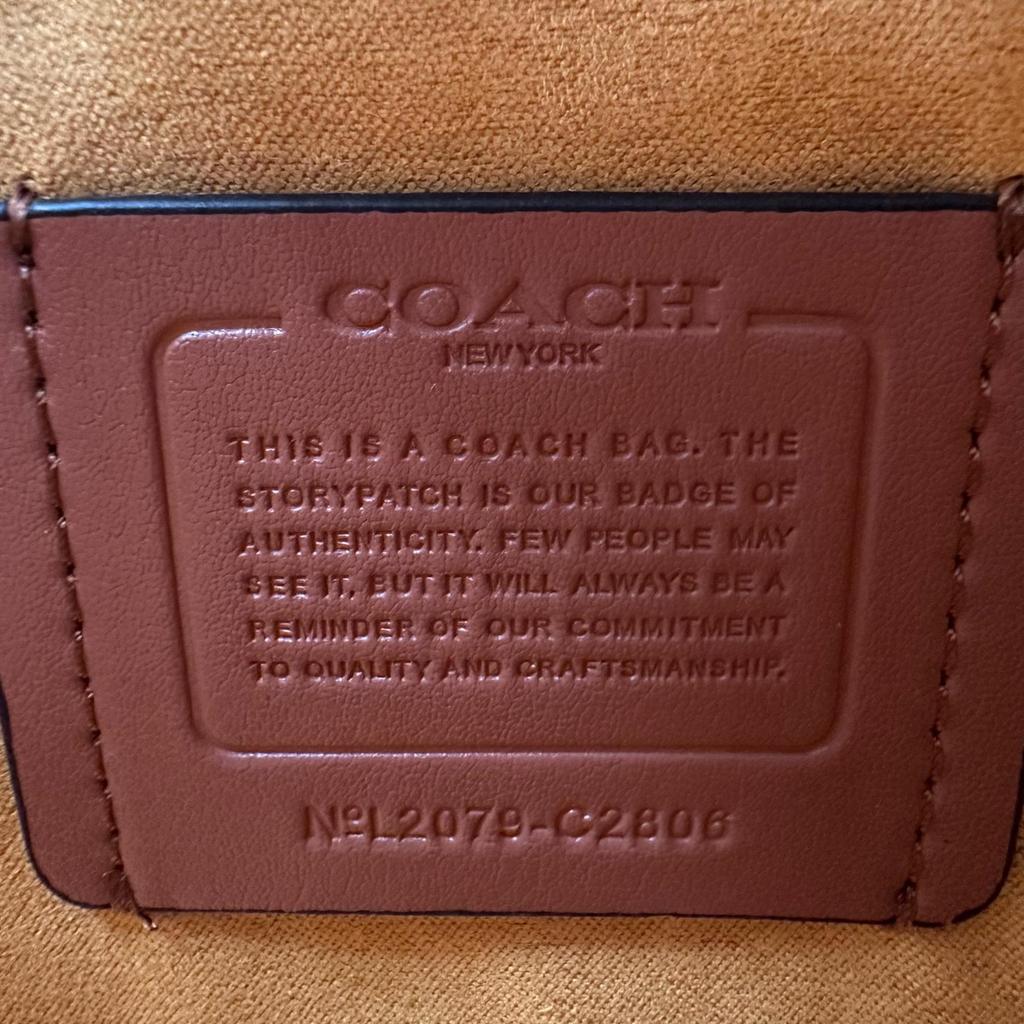 COACH
NEW YORK
THIS IS A COACH BAG. THE
STORYPATCH IS OUR BADGE OF
AUTHENTICITY. FEW PEOPLE MAY
SEE IT, BUT IT WILL ALWAYS BE A
REMINDER OF OUR COMMITMENT
TO QUALITY AND CRAFTSMANSHIP.
NºL2079-C2806